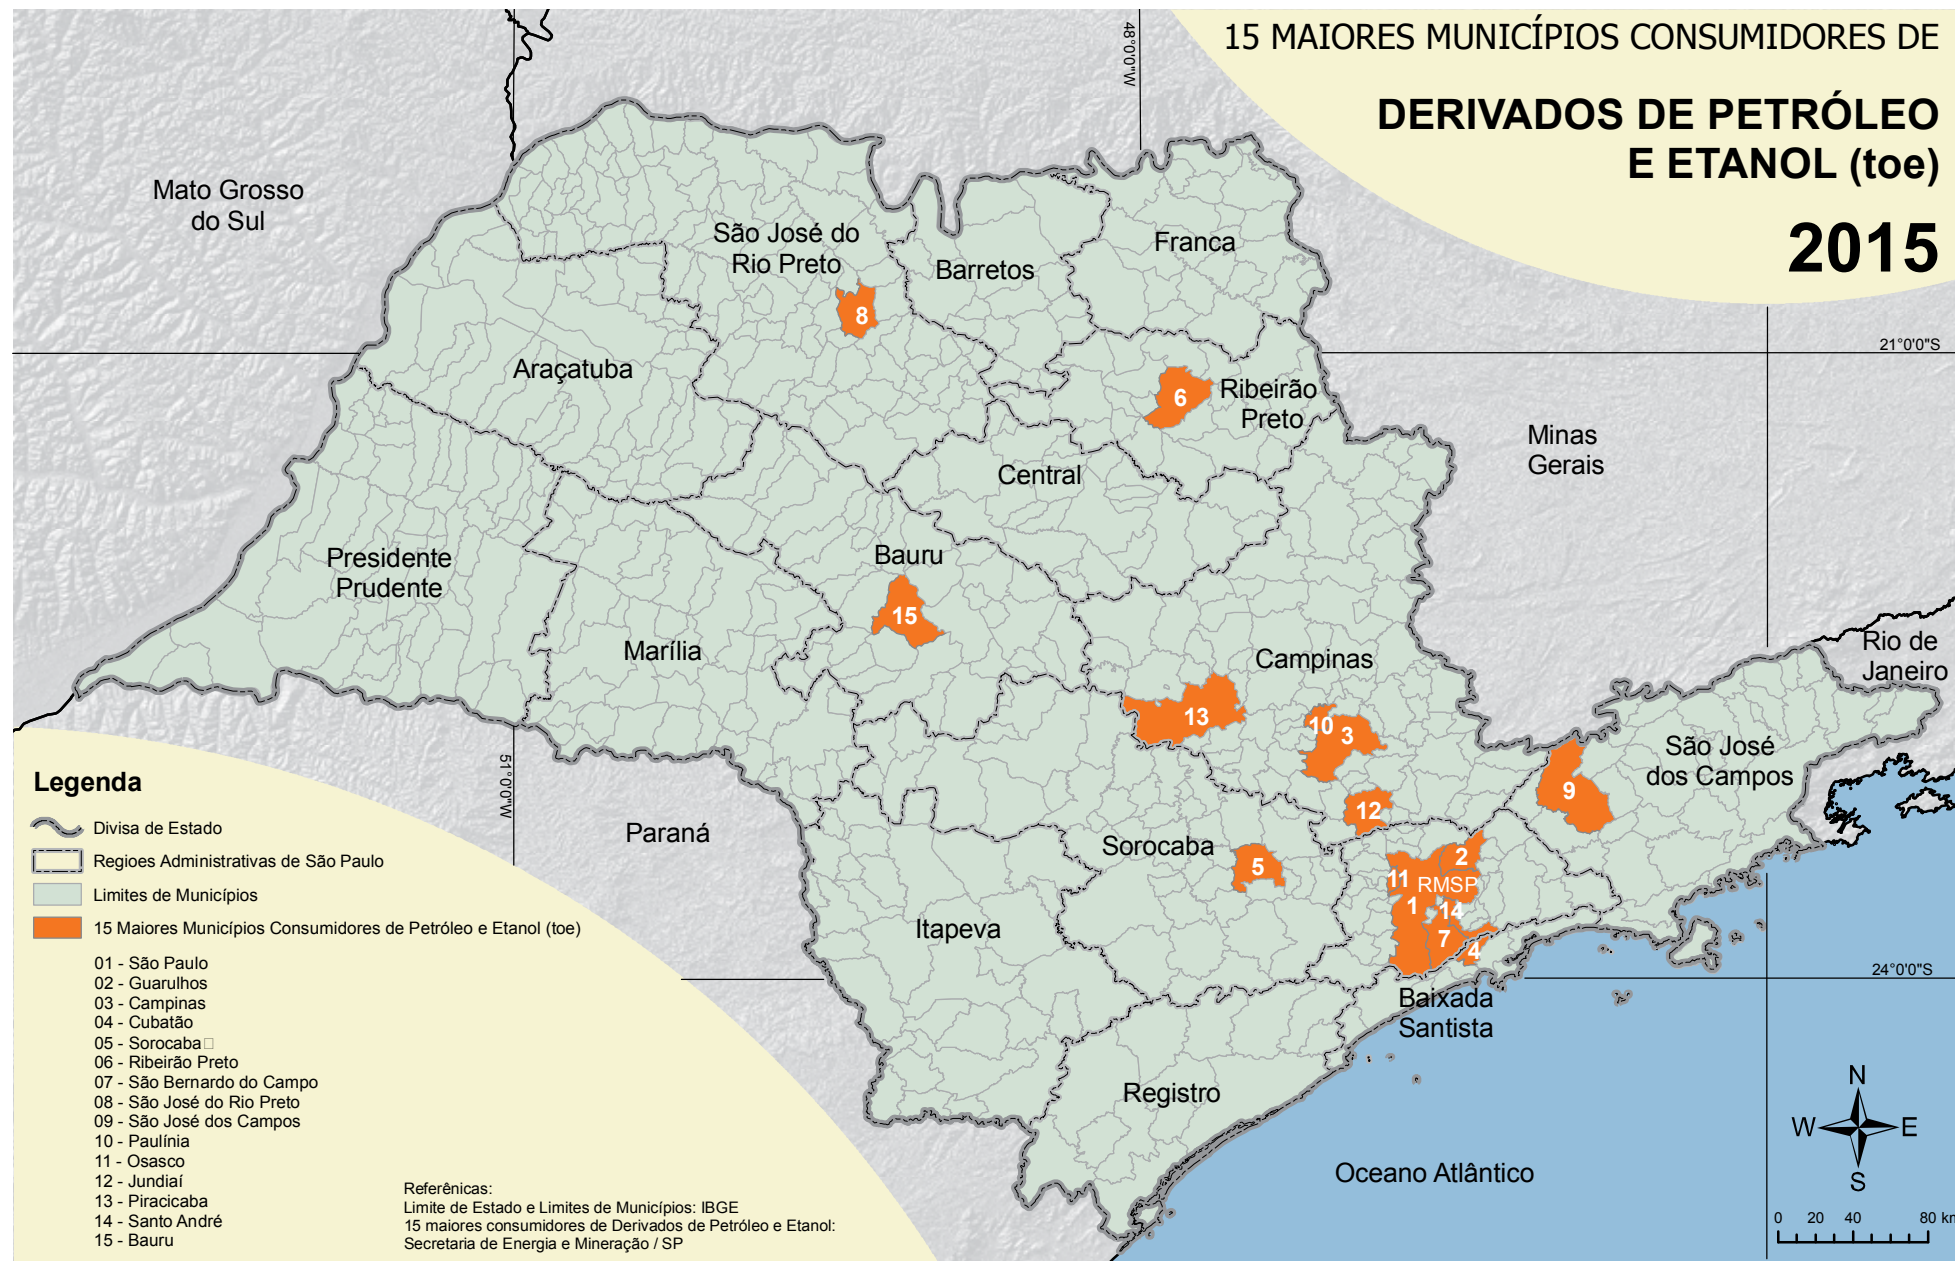 15 MAIORES MUNICÍPIOS CONSUMIDORES DE
DERIVADOS DE PETRÓLEO
E ETANOL (toe)
2015
48°0'0"W
Mato Grosso
do Sul
São José do
Rio Preto
8
Barretos
Franca
21°0'0"S
Araçatuba
6
Ribeirão
Preto
Minas
Gerais
Central
Presidente
Prudente
Bauru
15
Marília
Campinas
Rio de
Janeiro
13
10
3
São José
dos Campos
9
12
51°0'0"W
Paraná
Sorocaba
5
2
11
RMSP
1
14
7
4
Itapeva
24°0'0"S
Baixada
Santista
Registro
Oceano Atlântico
N
W
E
S
0 20 40 80 km
Legenda
Divisa de Estado
Regioes Administrativas de São Paulo
Limites de Municípios
15 Maiores Municípios Consumidores de Petróleo e Etanol (toe)
01 - São Paulo
02 - Guarulhos
03 - Campinas
04 - Cubatão
05 - Sorocaba
06 - Ribeirão Preto
07 - São Bernardo do Campo
08 - São José do Rio Preto
09 - São José dos Campos
10 - Paulínia
11 - Osasco
12 - Jundiaí
13 - Piracicaba
14 - Santo André
15 - Bauru
Referênicas:
Limite de Estado e Limites de Municípios: IBGE
15 maiores consumidores de Derivados de Petróleo e Etanol:
Secretaria de Energia e Mineração / SP